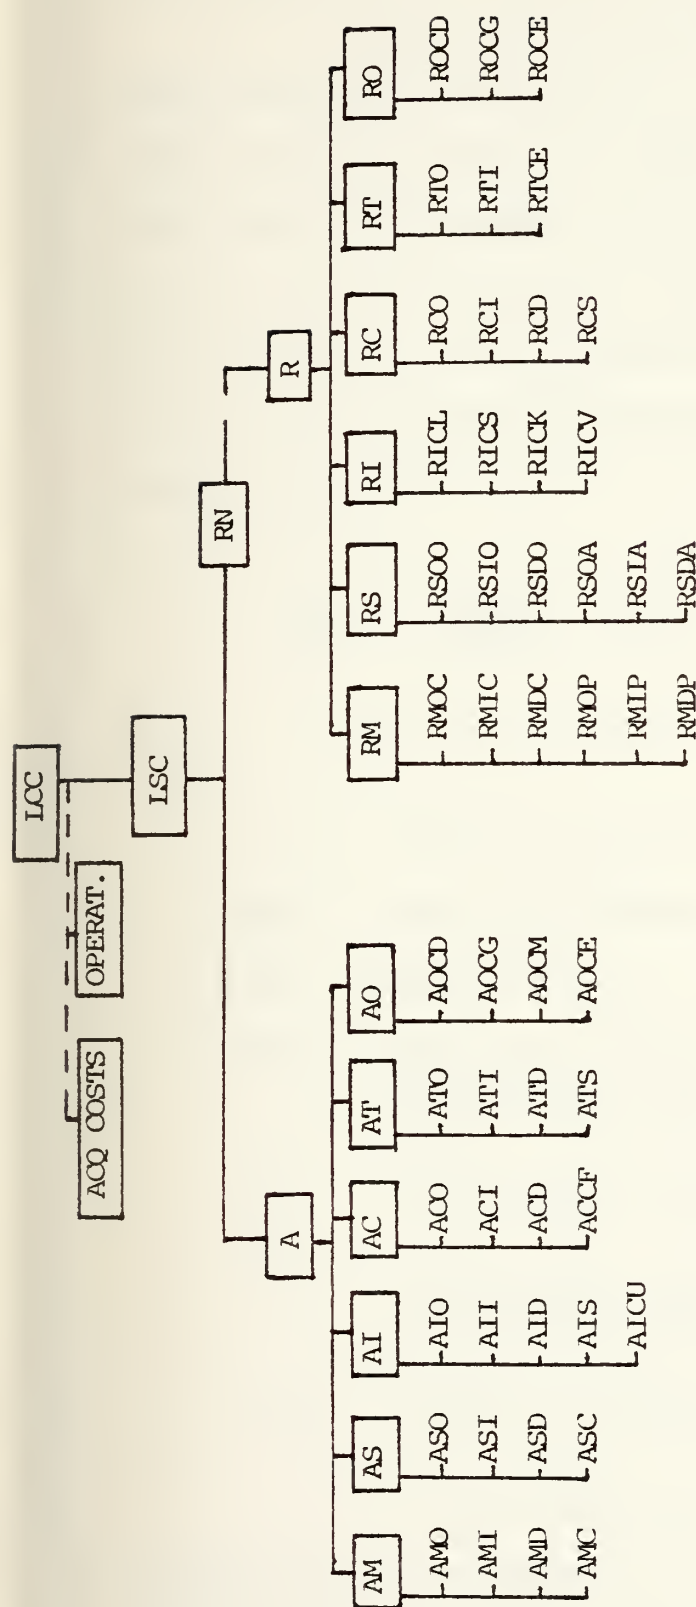 LCC
ACQ COSTS OPERAT.
LSC
RN
A R
AM AS AI AC AT AO RM RS RI RC RT RO
AMO ASO AIO ACO ATO AOCD RMOC RSOO RICL RCO RTO ROCD
AMI ASI AII ACI ATI AOCG RMIC RSIO RICS RCI RTI ROCG
AMD ASD AID ACD ATD AOCM RMDC RSDO RICK RCD RTCE ROCE
AMC ASC AIS ACCF ATS AOCE RMOP RSOA RICV RCS
AICU RMIP RSIA
RMDP RSDA